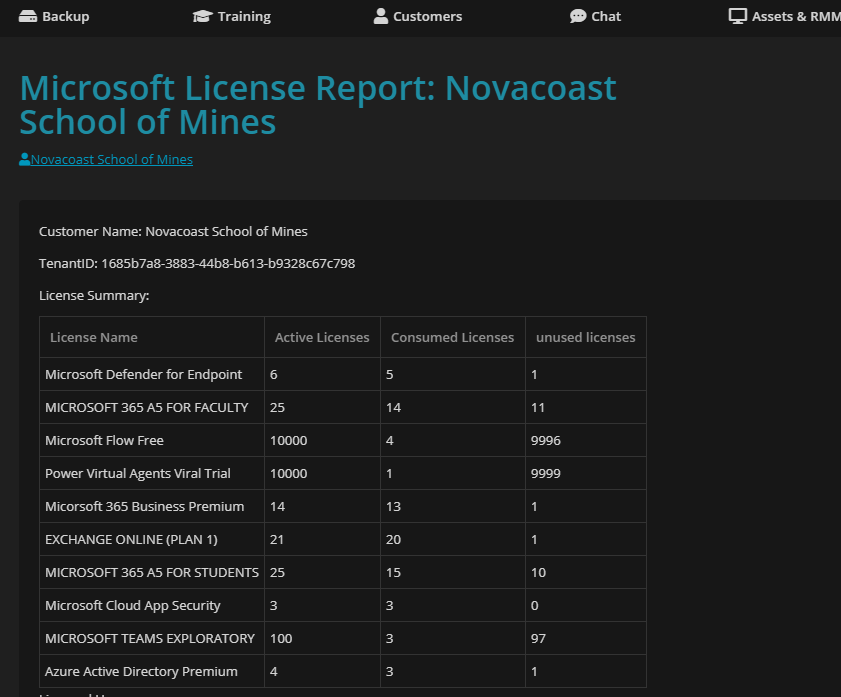 Backup Training Customers Chat Assets & RMM
Microsoft License Report: Novacoast
School of Mines
Novacoast School of Mines
Customer Name: Novacoast School of Mines
TenantID: 1685b7a8-3883-44b8-b613-b9328c67c798
License Summary:
License Name Active Licenses Consumed Licenses unused licenses
Microsoft Defender for Endpoint 6 5 1
MICROSOFT 365 A5 FOR FACULTY 25 14 11
Microsoft Flow Free 10000 4 9996
Power Virtual Agents Viral Trial 10000 1 9999
Micorsoft 365 Business Premium 14 13 1
EXCHANGE ONLINE (PLAN 1) 21 20 1
MICROSOFT 365 A5 FOR STUDENTS 25 15 10
Microsoft Cloud App Security 3 3 0
MICROSOFT TEAMS EXPLORATORY 100 3 97
Azure Active Directory Premium 4 3 1